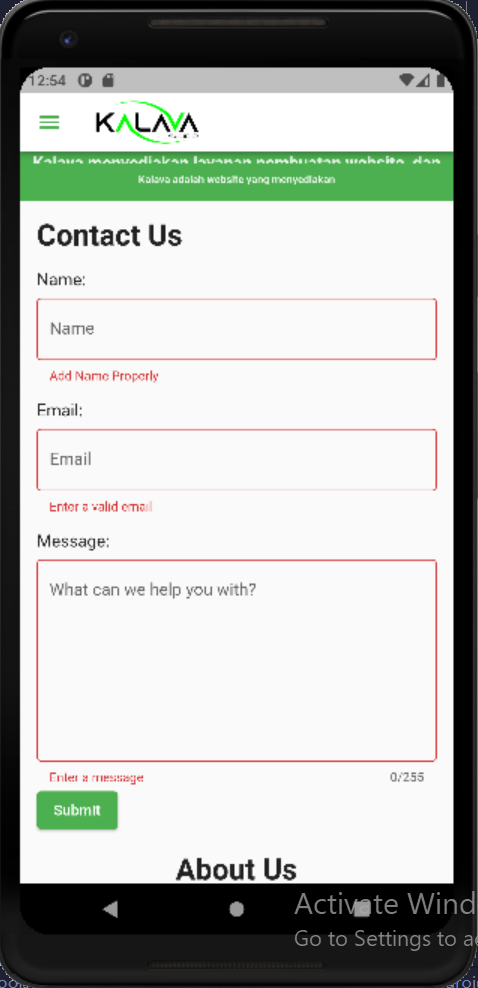 12:54
KALAVA
Kalava menyediakan layanan pembuatan website, dan
Kalava adalah website yang menyediakan
Contact Us
Name:
Name
Add Name Properly
Email:
Email
Enter a valid email
Message:
What can we help you with?
Enter a message
0/255
Submit
About Us
Activate Wind
Go to Settings to a